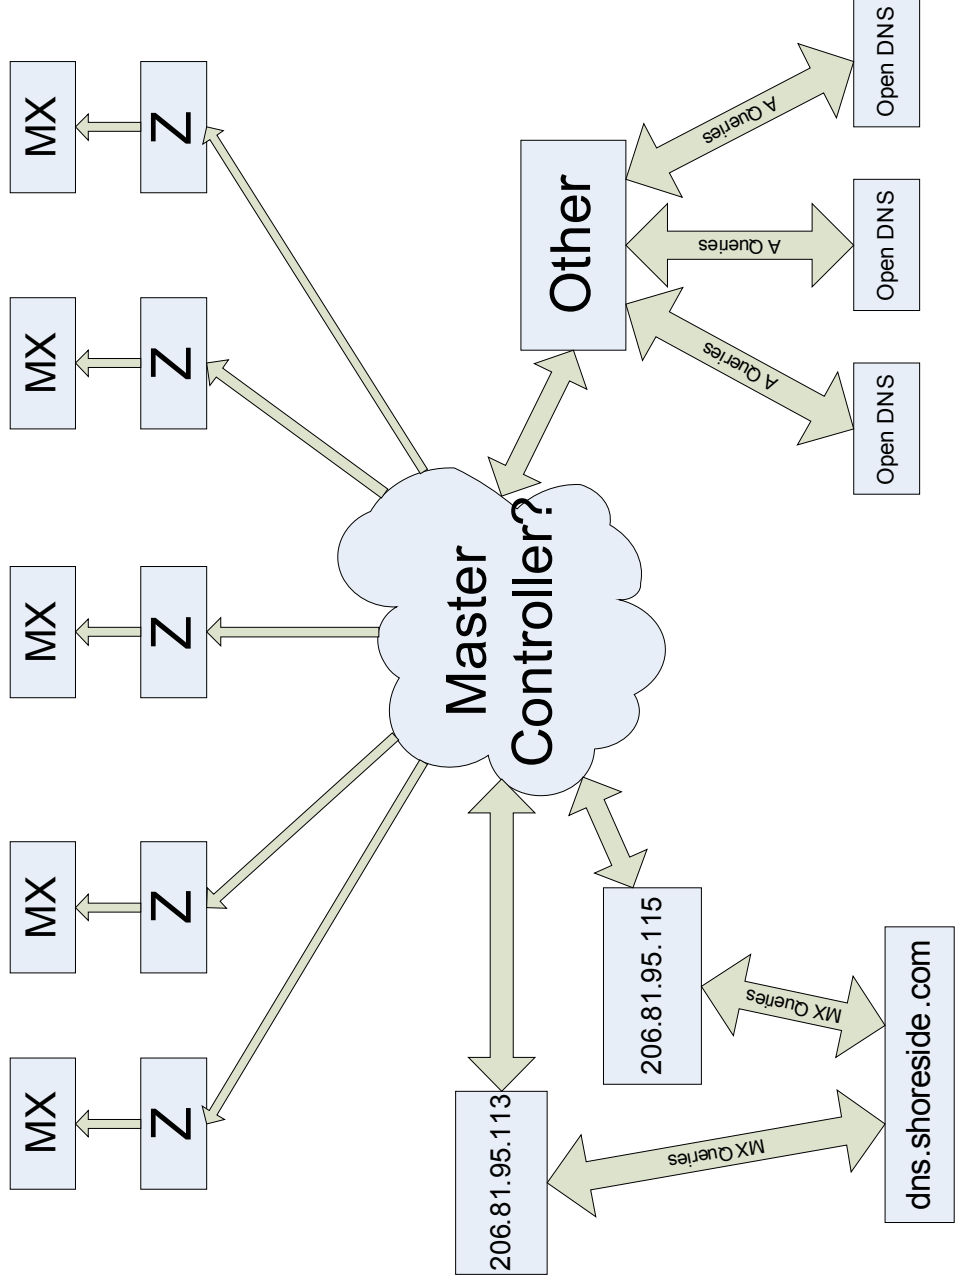 MX
MX
MX
MX
MX
Z
Z
Z
Z
Z
Master
Controller?
206.81.95.113
206.81.95.115
Other
MX Queries
MX Queries
A Queries
A Queries
A Queries
dns.shoreside .com
Open DNS
Open DNS
Open DNS